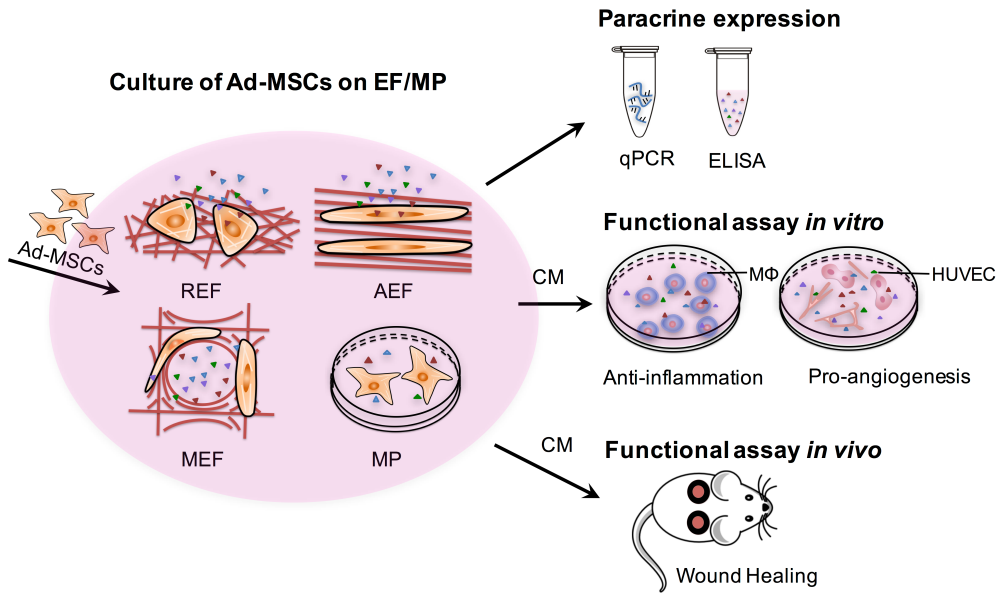 Culture of Ad-MSCs on EF/MP
Ad-MSCs
REF
AEF
MEF
MP
Paracrine expression
qPCR
ELISA
CM
Functional assay in vitro
MΦ
HUVEC
Anti-inflammation
Pro-angiogenesis
CM
Functional assay in vivo
Wound Healing